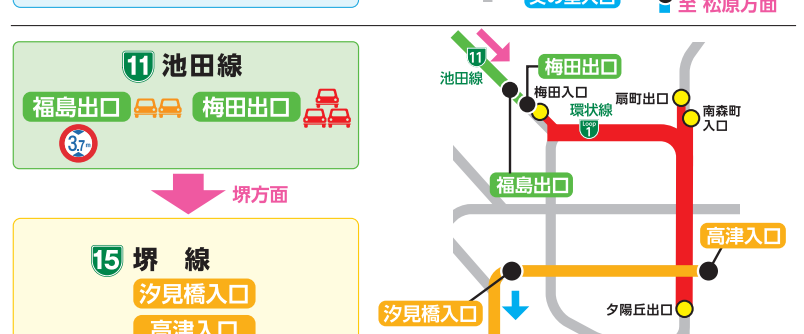 至 松原方面
11 池田線
福島出口
梅田出口
3.7m
堺方面
15 堺 線
汐見橋入口
高津入口
11
池田線
梅田出口
梅田入口
環状線
Loop
1
扇町出口
南森町
入口
福島出口
高津入口
汐見橋入口
夕陽丘出口